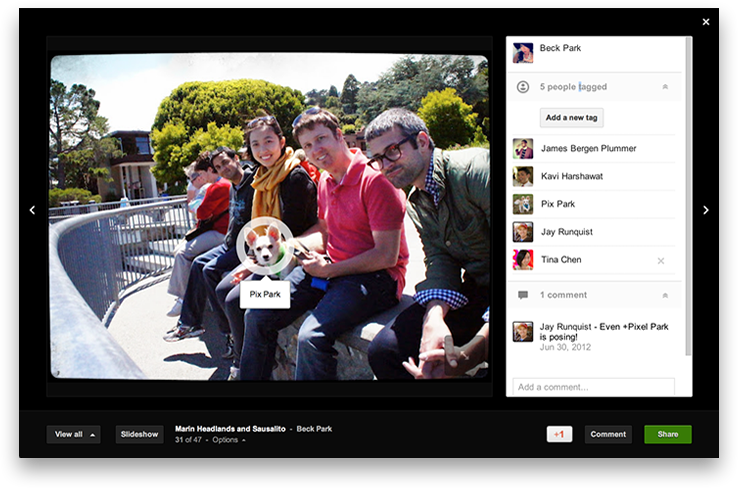 ×
Beck Park
5 people tagged
Add a new tag
James Bergen Plummer
Kavi Harshawat
Pix Park
Jay Runquist
Tina Chen ×
1 comment
Jay Runquist - Even +Pixel Park
is posing!
Jun 30, 2012
Add a comment...
Pix Park
View all
Slideshow
Marin Headlands and Sausalito - Beck Park
31 of 47 - Options
+1
Comment
Share